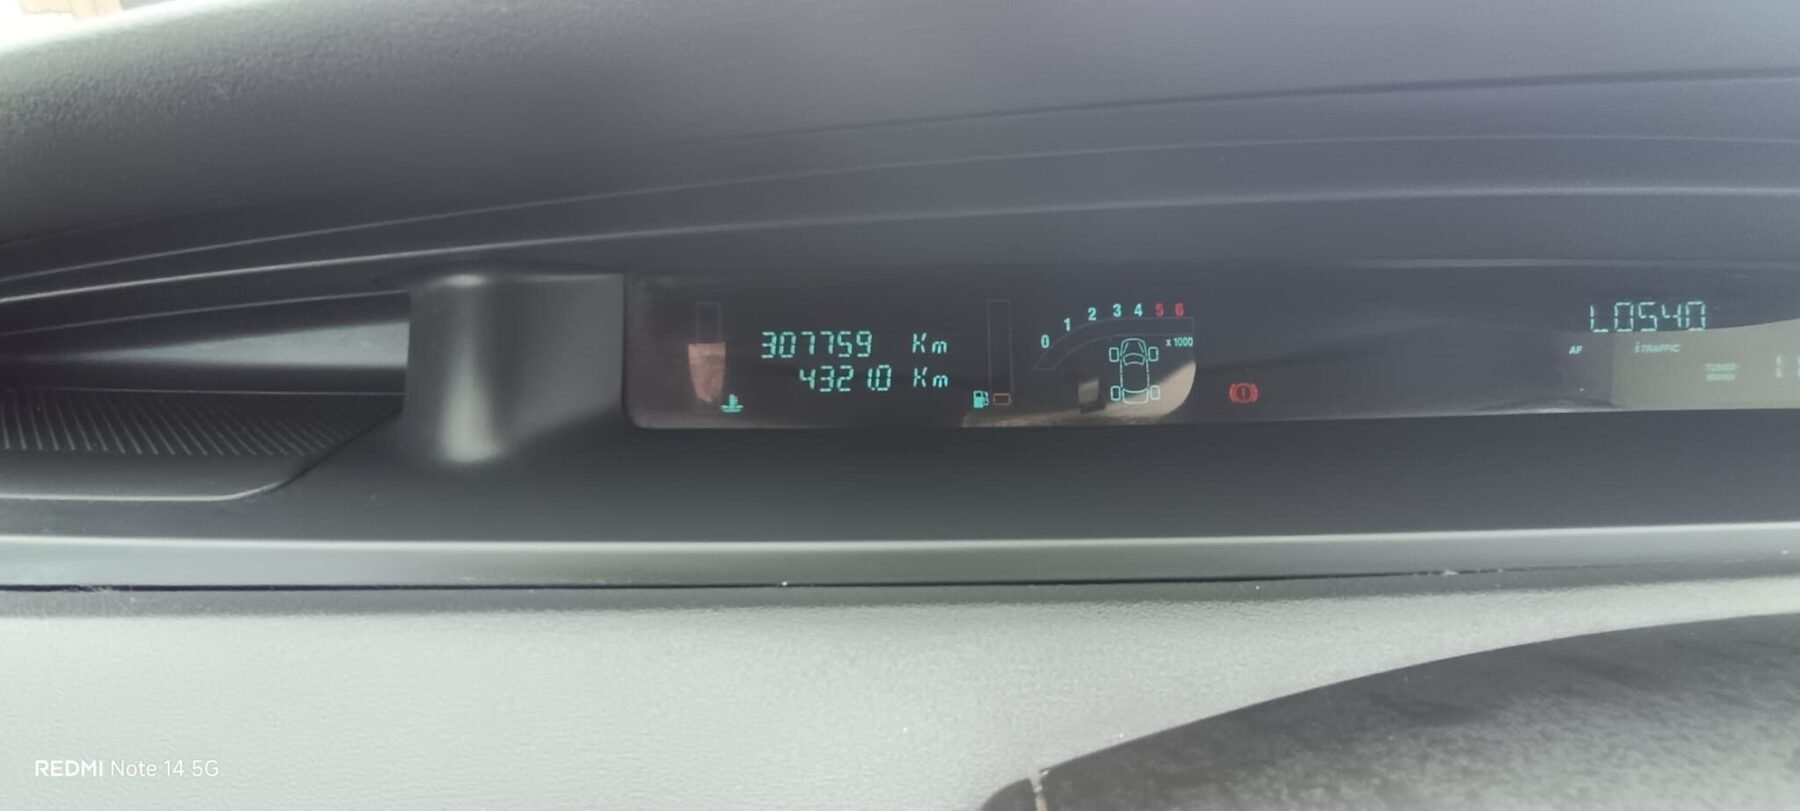 307759 Km
4321.0 Km
0 1 2 3 4 5 6
x 1000
L0540
AF
i TRAFFIC
REDMI Note 14 5G